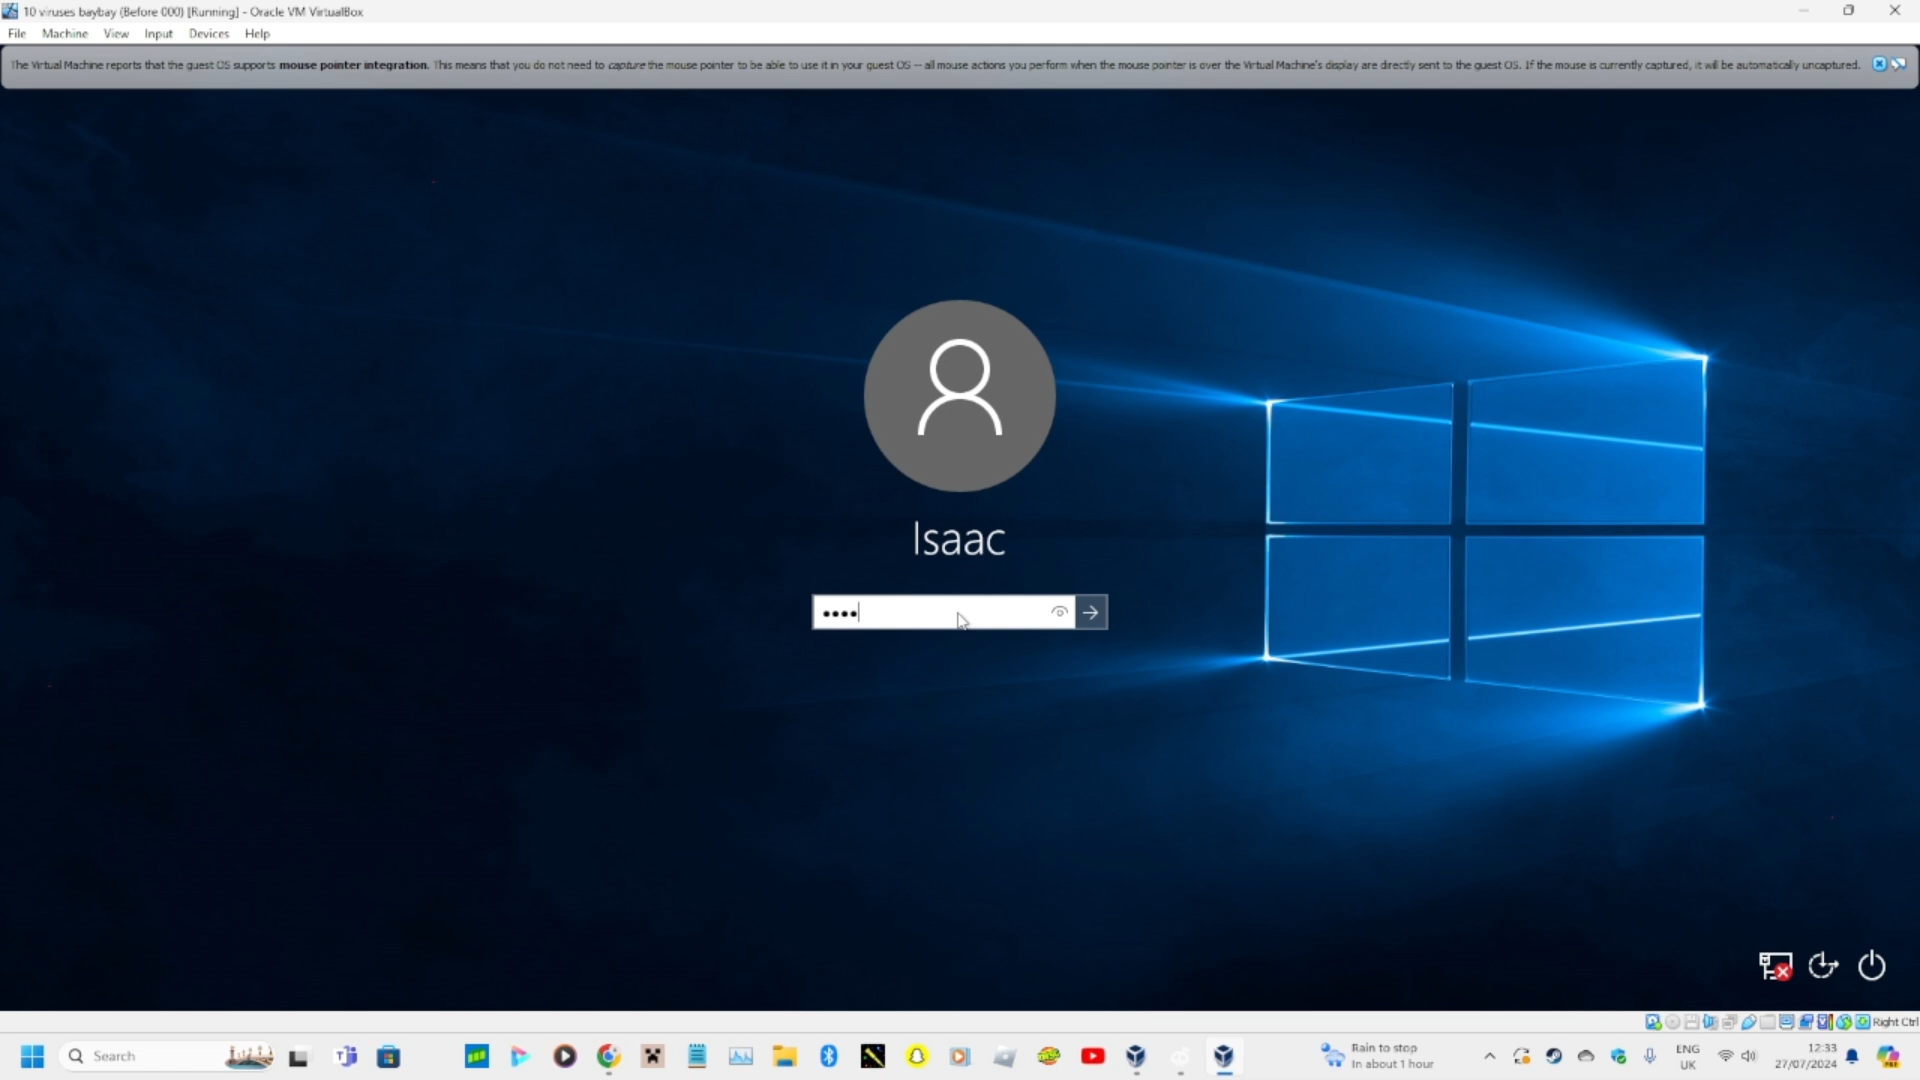 10 viruses baybay (Before 000) [Running] - Oracle VM VirtualBox
File Machine View Input Devices Help
The Virtual Machine reports that the guest OS supports mouse pointer integration. This means that you do not need to capture the mouse pointer to be able to use it in your guest OS -- all mouse actions you perform when the mouse pointer is over the Virtual Machine's display are directly sent to the guest OS. If the mouse is currently captured, it will be automatically uncaptured.
Isaac
••••
Right Ctrl
Search
Rain to stop
In about 1 hour
ENG
UK
12:33
27/07/2024